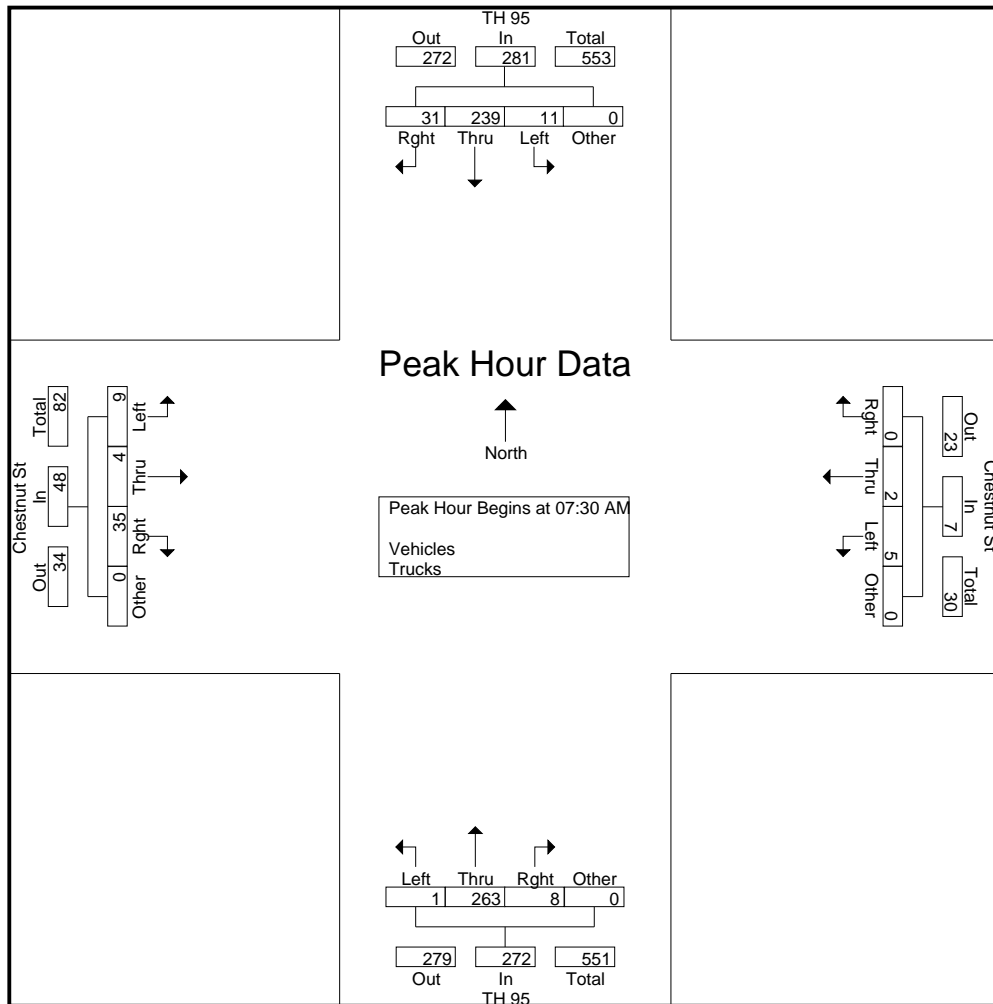 TH 95
Out In Total
272 281 553
31 239 11 0
Rght Thru Left Other
Peak Hour Data
North
Peak Hour Begins at 07:30 AM
Vehicles
Trucks
Chestnut St
Total In Out
82 48 34
9 4 35 0
Left Thru Rght Other
Chestnut St
Out In Total
23 7 30
0 2 5 0
Rght Thru Left Other
Left Thru Rght Other
1 263 8 0
279 272 551
Out In Total
TH 95